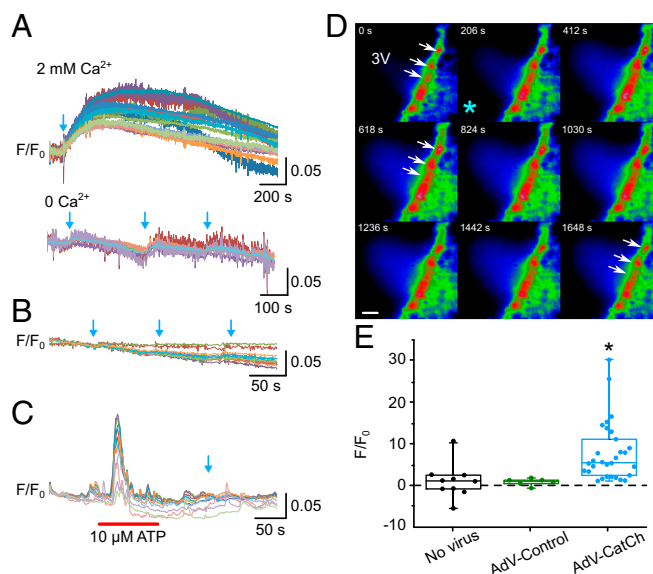 A
2 mM Ca²⁺
F/F₀
0.05
200 s
0 Ca²⁺
0.05
100 s
B
F/F₀
0.05
50 s
C
F/F₀
0.05
50 s
10 µM ATP
D
0 s
206 s
412 s
3V
*
618 s
824 s
1030 s
1236 s
1442 s
1648 s
E
*
F/F₀
30
20
10
0
-10
No virus
AdV-Control
AdV-CatCh